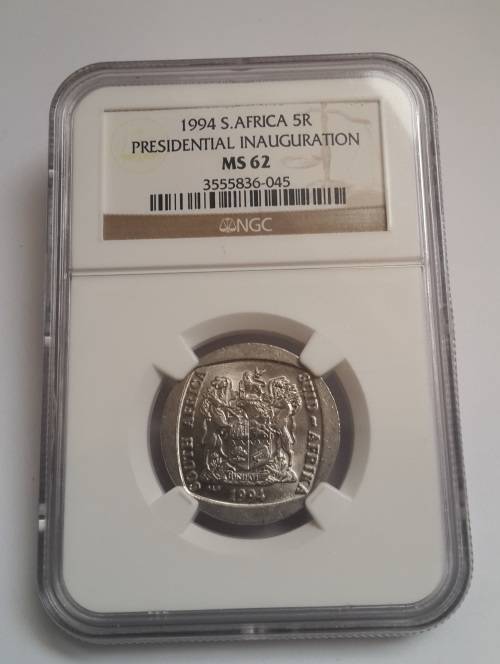 1994 S.AFRICA 5R
PRESIDENTIAL INAUGURATION
MS 62
3555836-045
NGC
SOUTH AFRICA
SUID-AFRIKA
1994